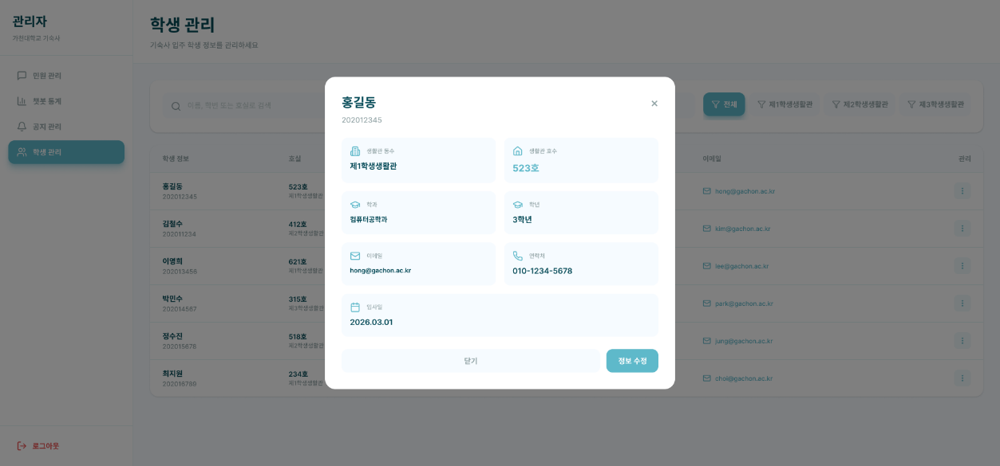 관리자
가천대학교 기숙사
민원 관리
챗봇 통계
공지 관리
학생 관리
로그아웃
학생 관리
기숙사 입주 학생 정보를 관리하세요
이름, 학번 또는 호실로 검색
전체
제1학생생활관
제2학생생활관
제3학생생활관
학생 정보
호실
이메일
관리
홍길동
202012345
523호
제1학생생활관
hong@gachon.ac.kr
김철수
202011234
412호
제2학생생활관
kim@gachon.ac.kr
이영희
202013456
621호
제1학생생활관
lee@gachon.ac.kr
박민수
202014567
315호
제3학생생활관
park@gachon.ac.kr
정수진
202015678
518호
제2학생생활관
jung@gachon.ac.kr
최지원
202016789
234호
제1학생생활관
choi@gachon.ac.kr
홍길동
×
202012345
생활관 동수
제1학생생활관
생활관 호수
523호
학과
컴퓨터공학과
학년
3학년
이메일
hong@gachon.ac.kr
연락처
010-1234-5678
입사일
2026.03.01
닫기
정보 수정